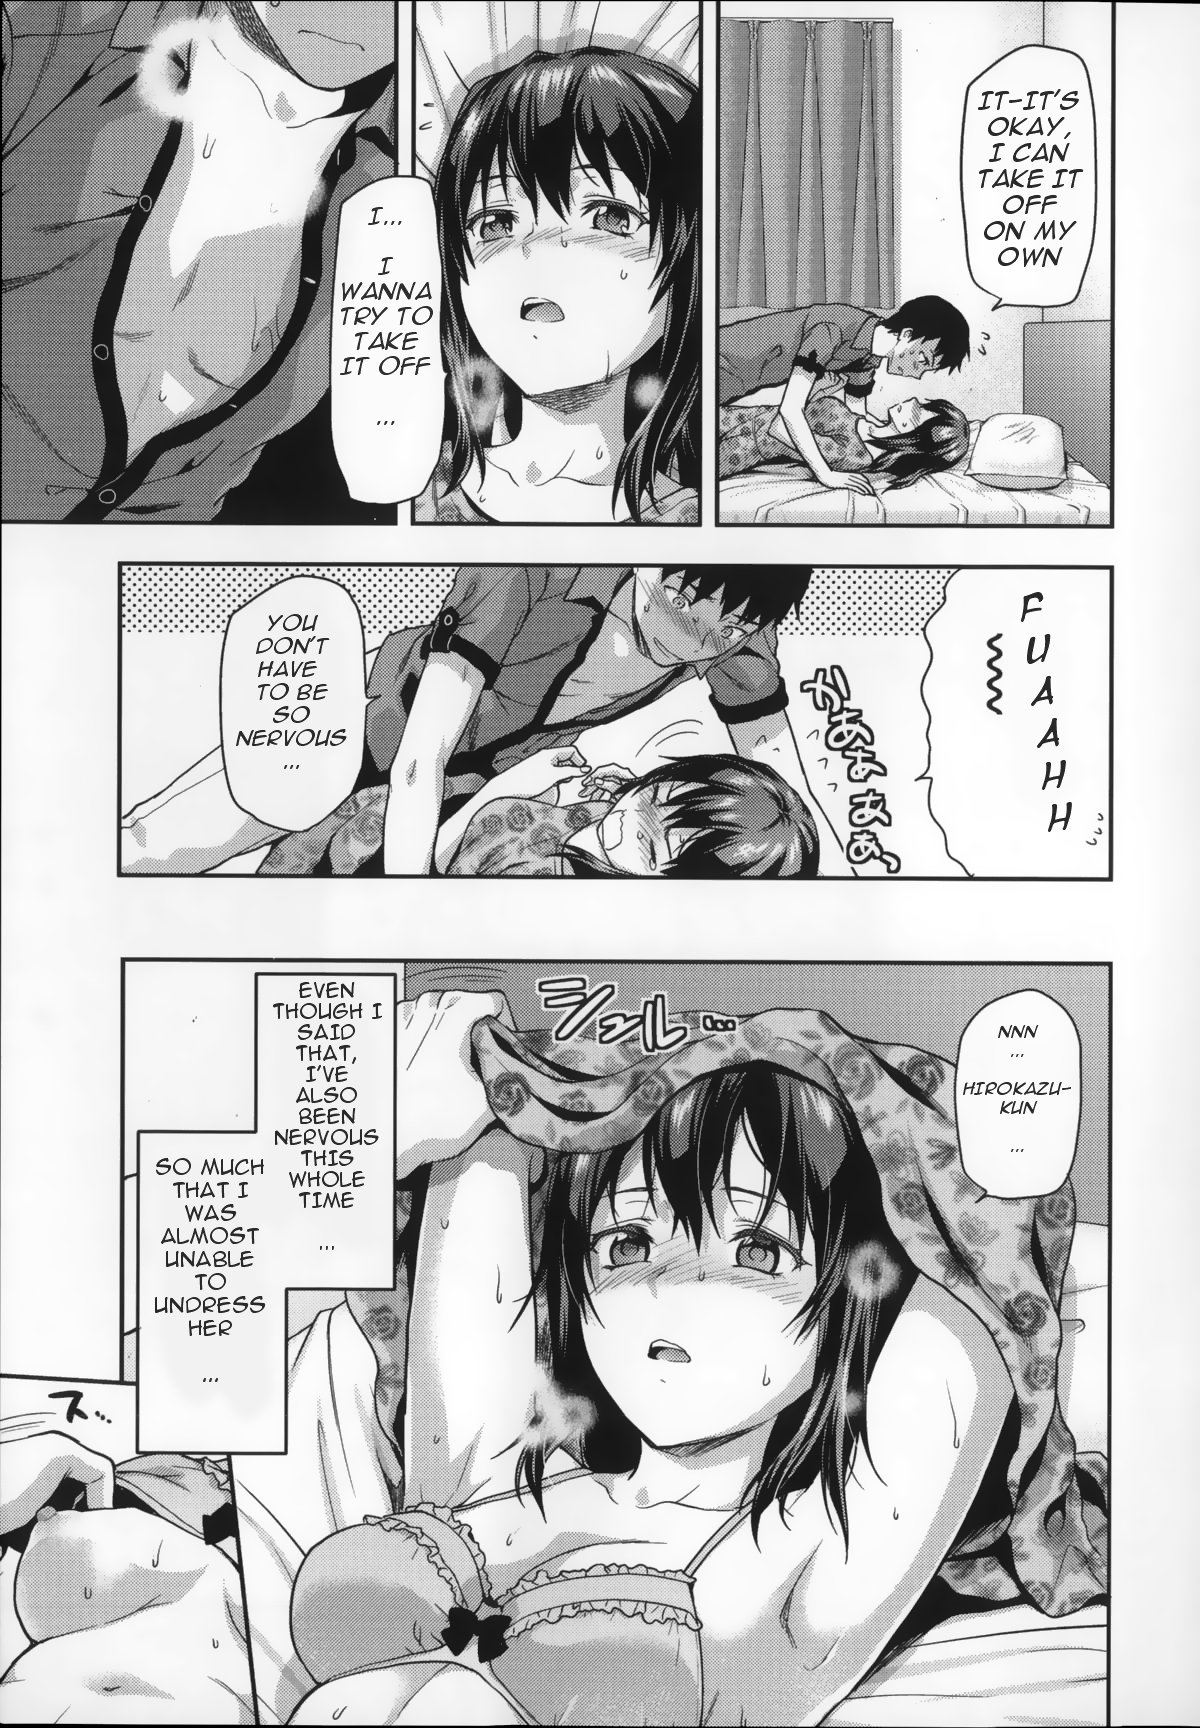 IT-IT'S
OKAY,
I CAN
TAKE IT
OFF
ON MY
OWN
I...
I
WANNA
TRY TO
TAKE
IT OFF
...
FUAAHH
かあぁぁあぁっ
YOU
DON'T
HAVE
TO BE
SO
NERVOUS
...
NNN
...
HIROKAZU-
KUN
...
シュル...
EVEN
THOUGH I
SAID
THAT,
I'VE
ALSO
BEEN
NERVOUS
THIS
WHOLE
TIME
...
SO MUCH
THAT I
WAS
ALMOST
UNABLE
TO
UNDRESS
HER
...
ス...